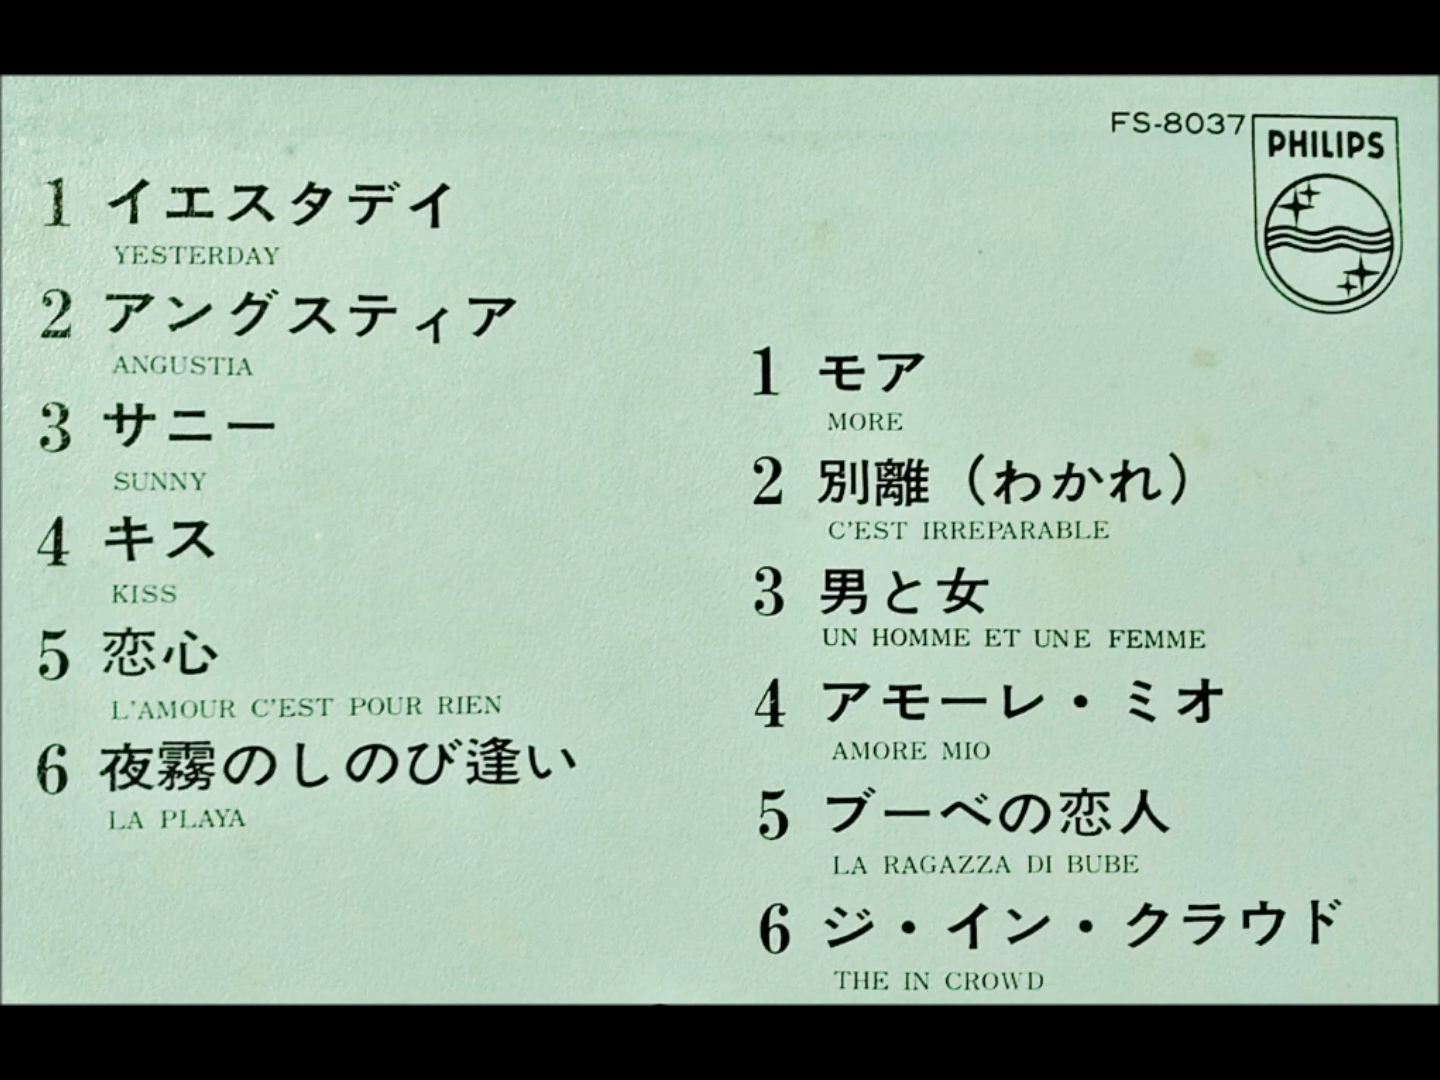 FS-8037
PHILIPS
1 イエスタデイ
YESTERDAY
2 アングスティア
ANGUSTIA
3 サニー
SUNNY
4 キス
KISS
5 恋心
L'AMOUR C'EST POUR RIEN
6 夜霧のしのび逢い
LA PLAYA
1 モア
MORE
2 別離（わかれ）
C'EST IRREPARABLE
3 男と女
UN HOMME ET UNE FEMME
4 アモーレ・ミオ
AMORE MIO
5 ブーベの恋人
LA RAGAZZA DI BUBE
6 ジ・イン・クラウド
THE IN CROWD